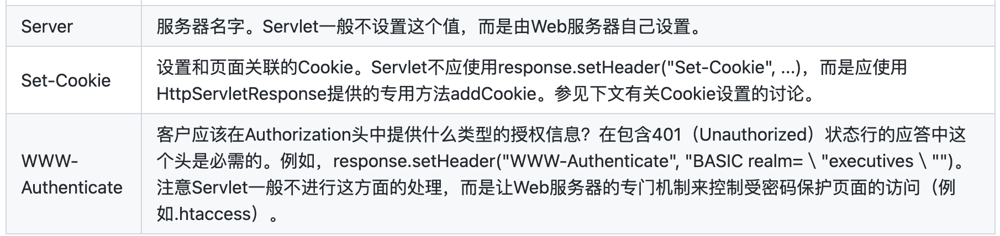 Server
服务器名字。Servlet一般不设置这个值，而是由Web服务器自己设置。
Set-Cookie
设置和页面关联的Cookie。Servlet不应使用response.setHeader("Set-Cookie", ...)，而是应使用
HttpServletResponse提供的专用方法addCookie。参见下文有关Cookie设置的讨论。
WWW-
Authenticate
客户应该在Authorization头中提供什么类型的授权信息？在包含401（Unauthorized）状态行的应答中这
个头是必需的。例如，response.setHeader("WWW-Authenticate", "BASIC realm= \ "executives \ "")。
注意Servlet一般不进行这方面的处理，而是让Web服务器的专门机制来控制受密码保护页面的访问（例
如.htaccess）。